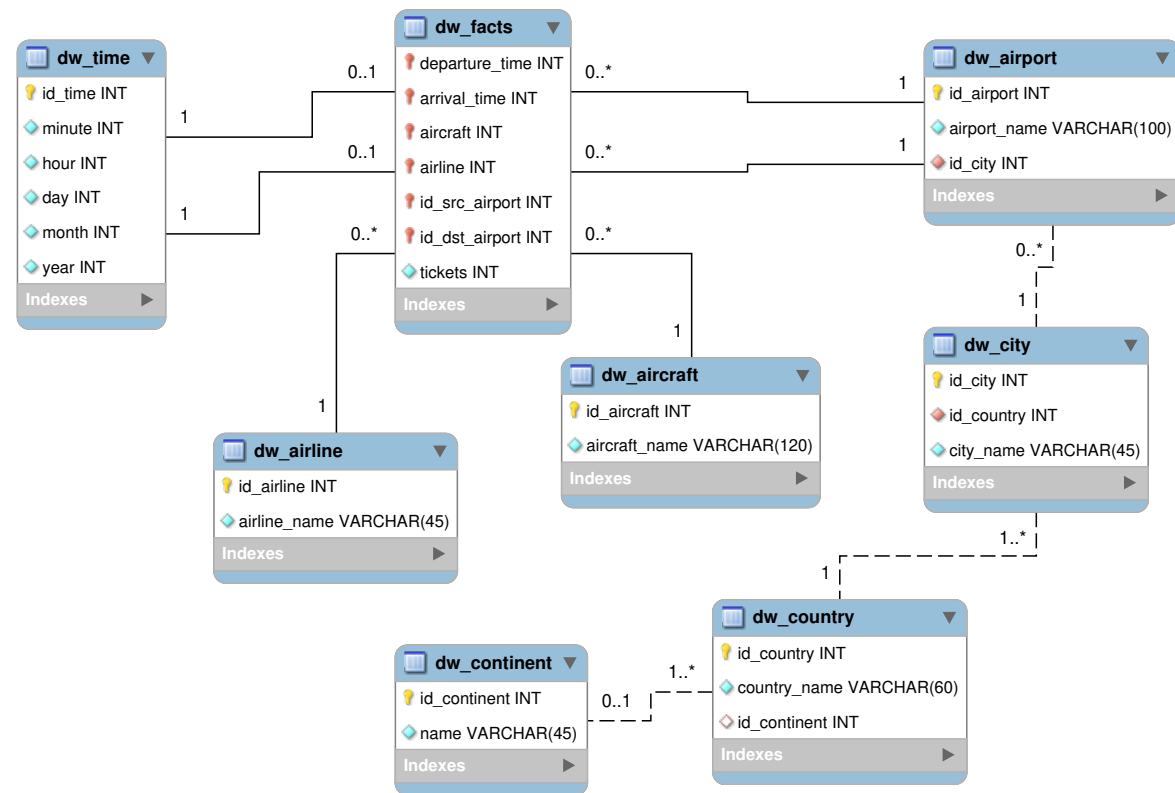 dw_time
id_time INT
minute INT
hour INT
day INT
month INT
year INT
Indexes
dw_facts
departure_time INT
arrival_time INT
aircraft INT
airline INT
id_src_airport INT
id_dst_airport INT
tickets INT
Indexes
dw_airport
id_airport INT
airport_name VARCHAR(100)
id_city INT
Indexes
0..1
1
0..1
1
0..*
1
0..*
1
0..*
1
0..*
1
0..*
1
dw_aircraft
id_aircraft INT
aircraft_name VARCHAR(120)
Indexes
dw_city
id_city INT
id_country INT
city_name VARCHAR(45)
Indexes
dw_airline
id_airline INT
airline_name VARCHAR(45)
Indexes
1..*
1
dw_country
id_country INT
country_name VARCHAR(60)
id_continent INT
Indexes
1..*
0..1
dw_continent
id_continent INT
name VARCHAR(45)
Indexes